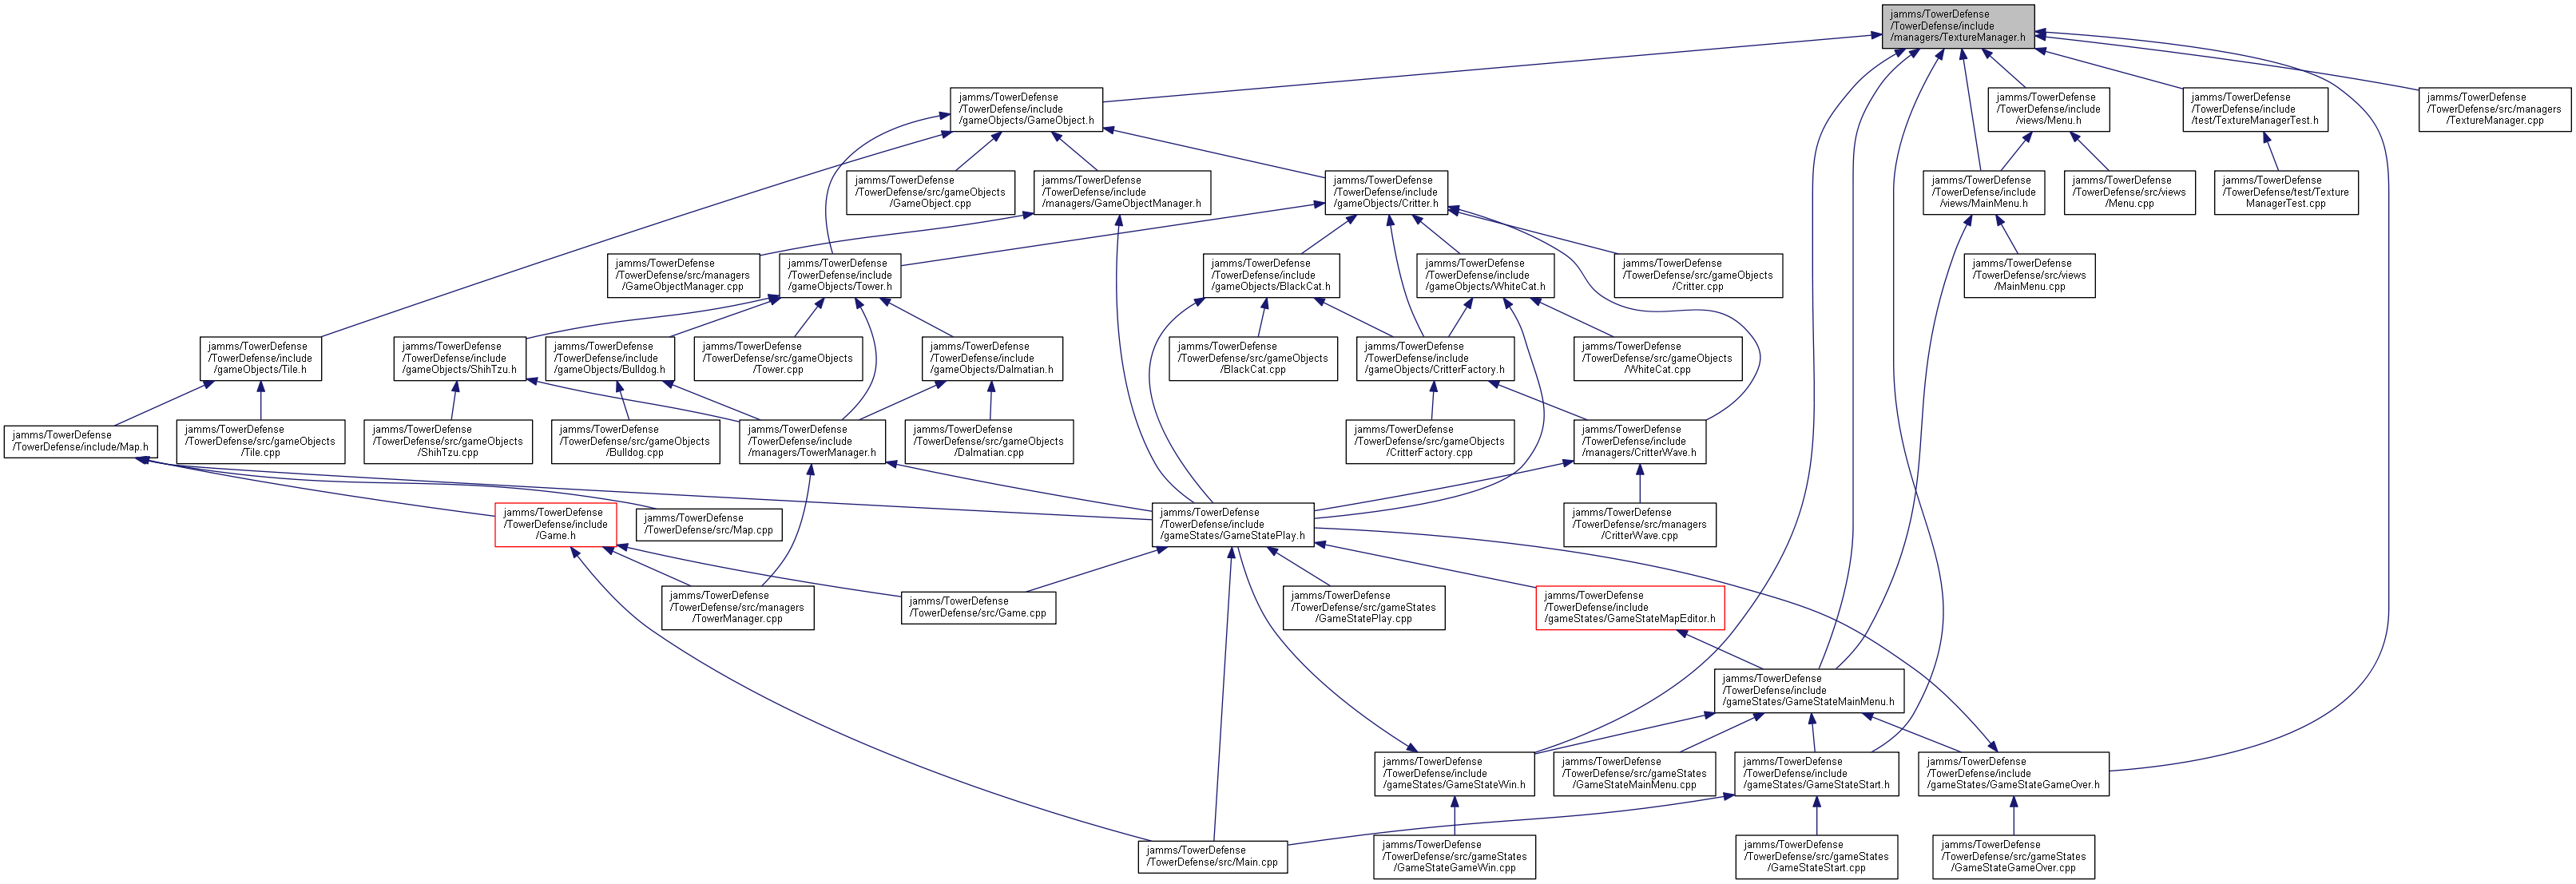 jamms/TowerDefense
/TowerDefense/include
/managers/TextureManager.h
jamms/TowerDefense
/TowerDefense/include
/gameObjects/GameObject.h
jamms/TowerDefense
/TowerDefense/include
/views/Menu.h
jamms/TowerDefense
/TowerDefense/include
/test/TextureManagerTest.h
jamms/TowerDefense
/TowerDefense/src/managers
/TextureManager.cpp
jamms/TowerDefense
/TowerDefense/src/gameObjects
/GameObject.cpp
jamms/TowerDefense
/TowerDefense/include
/managers/GameObjectManager.h
jamms/TowerDefense
/TowerDefense/include
/gameObjects/Critter.h
jamms/TowerDefense
/TowerDefense/include
/views/MainMenu.h
jamms/TowerDefense
/TowerDefense/src/views
/Menu.cpp
jamms/TowerDefense
/TowerDefense/test/Texture
ManagerTest.cpp
jamms/TowerDefense
/TowerDefense/src/managers
/GameObjectManager.cpp
jamms/TowerDefense
/TowerDefense/include
/gameObjects/Tower.h
jamms/TowerDefense
/TowerDefense/include
/gameObjects/BlackCat.h
jamms/TowerDefense
/TowerDefense/include
/gameObjects/WhiteCat.h
jamms/TowerDefense
/TowerDefense/src/gameObjects
/Critter.cpp
jamms/TowerDefense
/TowerDefense/src/views
/MainMenu.cpp
jamms/TowerDefense
/TowerDefense/include
/gameObjects/Tile.h
jamms/TowerDefense
/TowerDefense/include
/gameObjects/ShihTzu.h
jamms/TowerDefense
/TowerDefense/include
/gameObjects/Bulldog.h
jamms/TowerDefense
/TowerDefense/src/gameObjects
/Tower.cpp
jamms/TowerDefense
/TowerDefense/include
/gameObjects/Dalmatian.h
jamms/TowerDefense
/TowerDefense/src/gameObjects
/BlackCat.cpp
jamms/TowerDefense
/TowerDefense/include
/gameObjects/CritterFactory.h
jamms/TowerDefense
/TowerDefense/src/gameObjects
/WhiteCat.cpp
jamms/TowerDefense
/TowerDefense/include/Map.h
jamms/TowerDefense
/TowerDefense/src/gameObjects
/Tile.cpp
jamms/TowerDefense
/TowerDefense/src/gameObjects
/ShihTzu.cpp
jamms/TowerDefense
/TowerDefense/src/gameObjects
/Bulldog.cpp
jamms/TowerDefense
/TowerDefense/include
/managers/TowerManager.h
jamms/TowerDefense
/TowerDefense/src/gameObjects
/Dalmatian.cpp
jamms/TowerDefense
/TowerDefense/src/gameObjects
/CritterFactory.cpp
jamms/TowerDefense
/TowerDefense/include
/managers/CritterWave.h
jamms/TowerDefense
/TowerDefense/include
/Game.h
jamms/TowerDefense
/TowerDefense/src/Map.cpp
jamms/TowerDefense
/TowerDefense/include
/gameStates/GameStatePlay.h
jamms/TowerDefense
/TowerDefense/src/managers
/CritterWave.cpp
jamms/TowerDefense
/TowerDefense/src/managers
/TowerManager.cpp
jamms/TowerDefense
/TowerDefense/src/Game.cpp
jamms/TowerDefense
/TowerDefense/src/gameStates
/GameStatePlay.cpp
jamms/TowerDefense
/TowerDefense/include
/gameStates/GameStateMapEditor.h
jamms/TowerDefense
/TowerDefense/include
/gameStates/GameStateMainMenu.h
jamms/TowerDefense
/TowerDefense/include
/gameStates/GameStateWin.h
jamms/TowerDefense
/TowerDefense/src/gameStates
/GameStateMainMenu.cpp
jamms/TowerDefense
/TowerDefense/include
/gameStates/GameStateStart.h
jamms/TowerDefense
/TowerDefense/include
/gameStates/GameStateGameOver.h
jamms/TowerDefense
/TowerDefense/src/Main.cpp
jamms/TowerDefense
/TowerDefense/src/gameStates
/GameStateGameWin.cpp
jamms/TowerDefense
/TowerDefense/src/gameStates
/GameStateStart.cpp
jamms/TowerDefense
/TowerDefense/src/gameStates
/GameStateGameOver.cpp